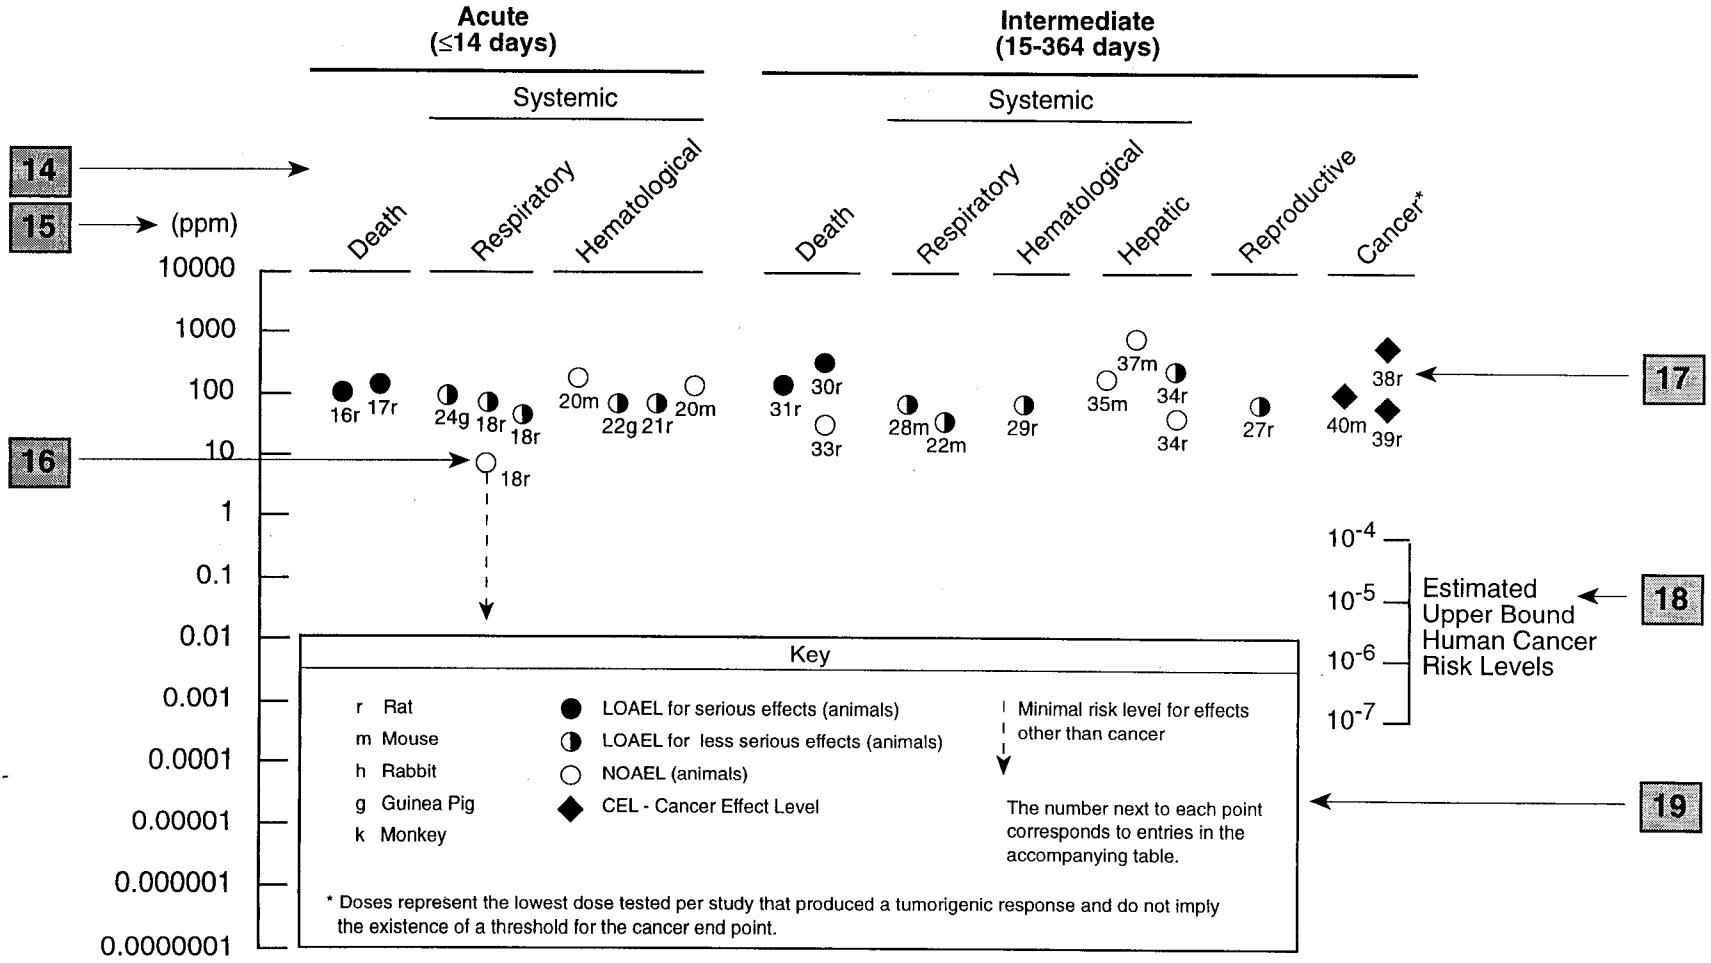 Acute
(≤14 days)
Intermediate
(15-364 days)
Systemic
Systemic
14
15
(ppm)
Death
Respiratory
Hematological
Death
Respiratory
Hematological
Hepatic
Reproductive
Cancer*
10000
1000
100
10
1
0.1
0.01
0.001
0.0001
0.00001
0.000001
0.0000001
16r
17r
24g
18r
18r
20m
22g
21r
20m
31r
30r
33r
28m
22m
29r
35m
37m
34r
34r
27r
40m
38r
39r
17
16
18r
10-4
10-5
10-6
10-7
Estimated
Upper Bound
Human Cancer
Risk Levels
18
Key
r Rat
m Mouse
h Rabbit
g Guinea Pig
k Monkey
LOAEL for serious effects (animals)
LOAEL for less serious effects (animals)
NOAEL (animals)
CEL - Cancer Effect Level
Minimal risk level for effects
other than cancer
The number next to each point
corresponds to entries in the
accompanying table.
19
* Doses represent the lowest dose tested per study that produced a tumorigenic response and do not imply
the existence of a threshold for the cancer end point.